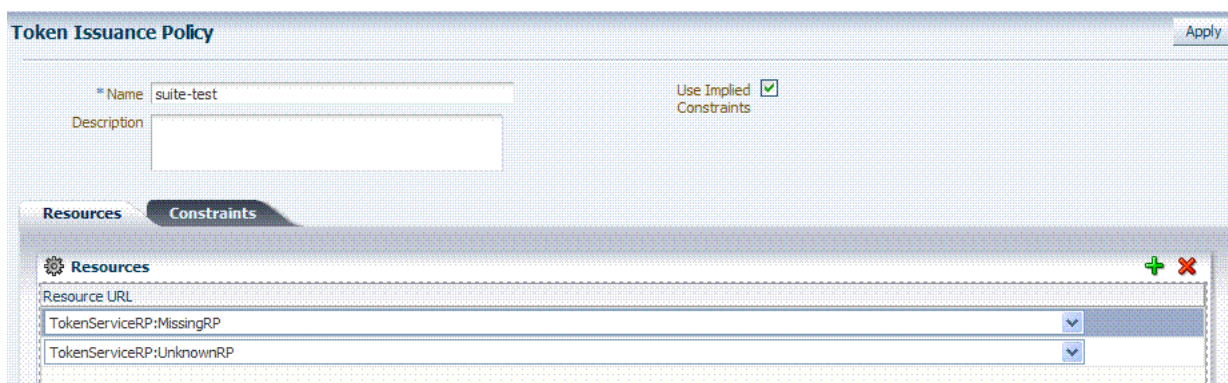 Token Issuance Policy
Apply
* Name suite-test
Use Implied
Constraints
Description
Resources
Constraints
Resources
Resource URL
TokenServiceRP:MissingRP
TokenServiceRP:UnknownRP